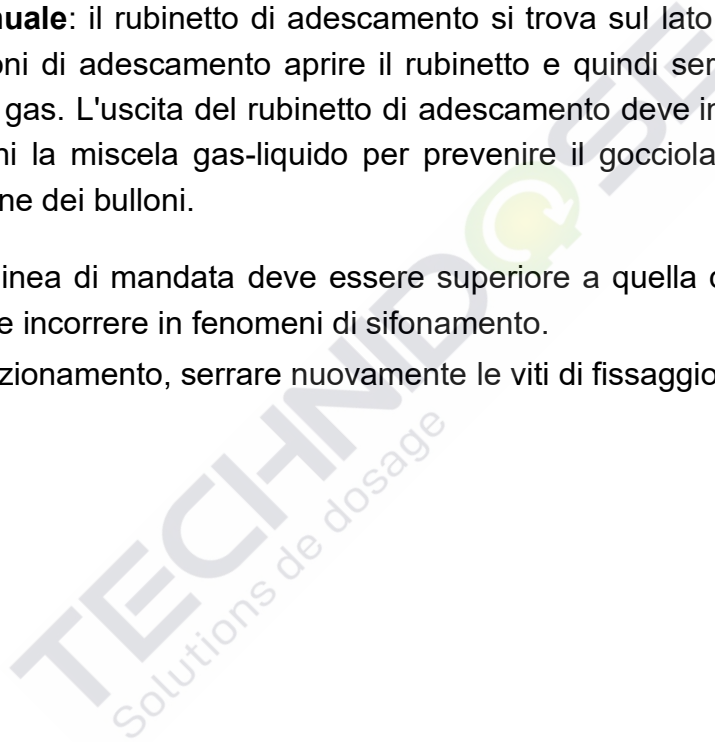 nuale: il rubinetto di adescamento si trova sul lato
oni di adescamento aprire il rubinetto e quindi ser
gas. L'uscita del rubinetto di adescamento deve in
ni la miscela gas-liquido per prevenire il gocciola
ne dei bulloni.
inea di mandata deve essere superiore a quella d
e incorrere in fenomeni di sifonamento.
zionamento, serrare nuovamente le viti di fissaggio
TECHNIDOSE
Solutions de dosage